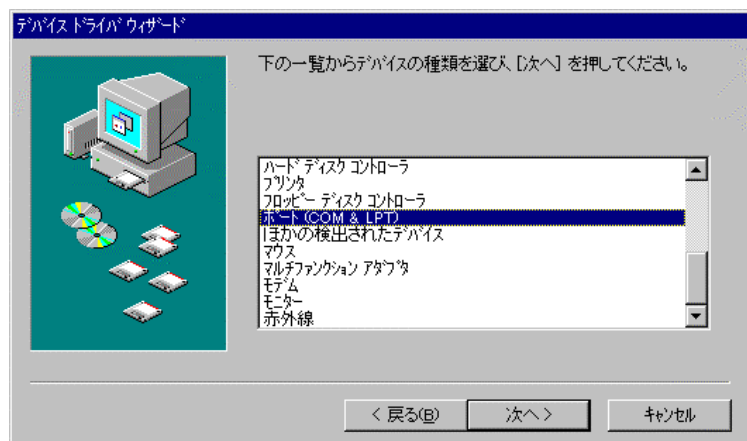 デバイス ドライバ ウィザード
下の一覧からデバイスの種類を選び、[次へ] を押してください。
ハード ディスク コントローラ
プリンタ
フロッピー ディスク コントローラ
ポート (COM & LPT)
ほかの検出されたデバイス
マウス
マルチファンクション アダプタ
モデム
モニター
赤外線
< 戻る(B)
次へ >
キャンセル